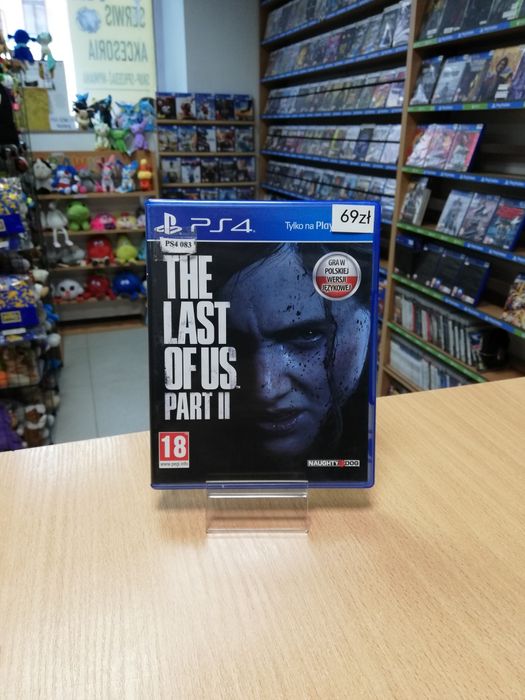 SERWIS
AKCESORIA
PS4
Tylko na Play
69zł
PS4 083
GRA W
POLSKIEJ
WERSJI
JĘZYKOWEJ
THE
LAST
OF US
PART II
18
www.pegi.info
NAUGHTY DOG